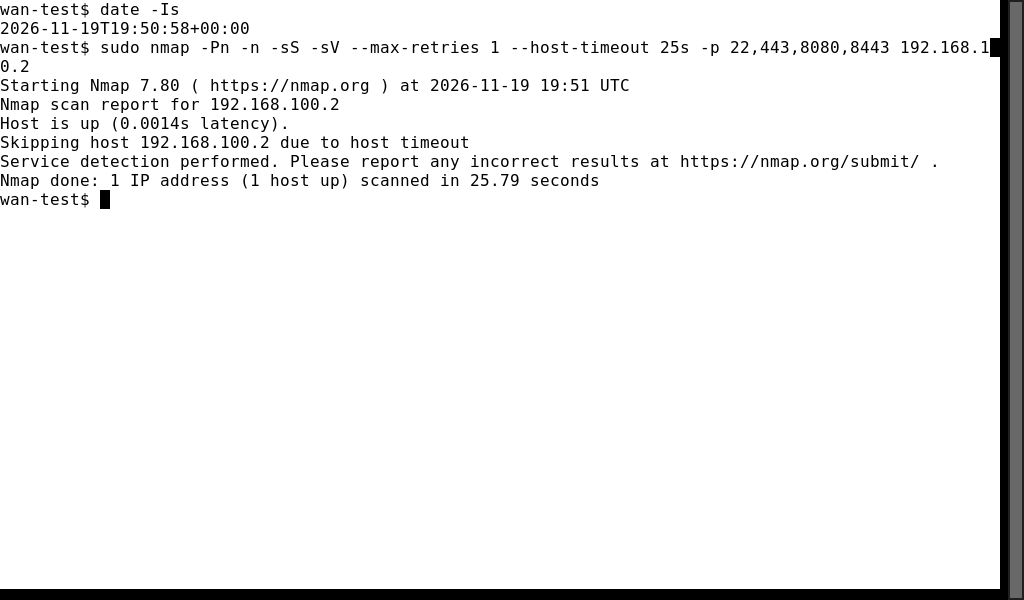 wan-test$ date -Is
2026-11-19T19:50:58+00:00
wan-test$ sudo nmap -Pn -n -sS -sV --max-retries 1 --host-timeout 25s -p 22,443,8080,8443 192.168.1
0.2
Starting Nmap 7.80 ( https://nmap.org ) at 2026-11-19 19:51 UTC
Nmap scan report for 192.168.100.2
Host is up (0.0014s latency).
Skipping host 192.168.100.2 due to host timeout
Service detection performed. Please report any incorrect results at https://nmap.org/submit/ .
Nmap done: 1 IP address (1 host up) scanned in 25.79 seconds
wan-test$